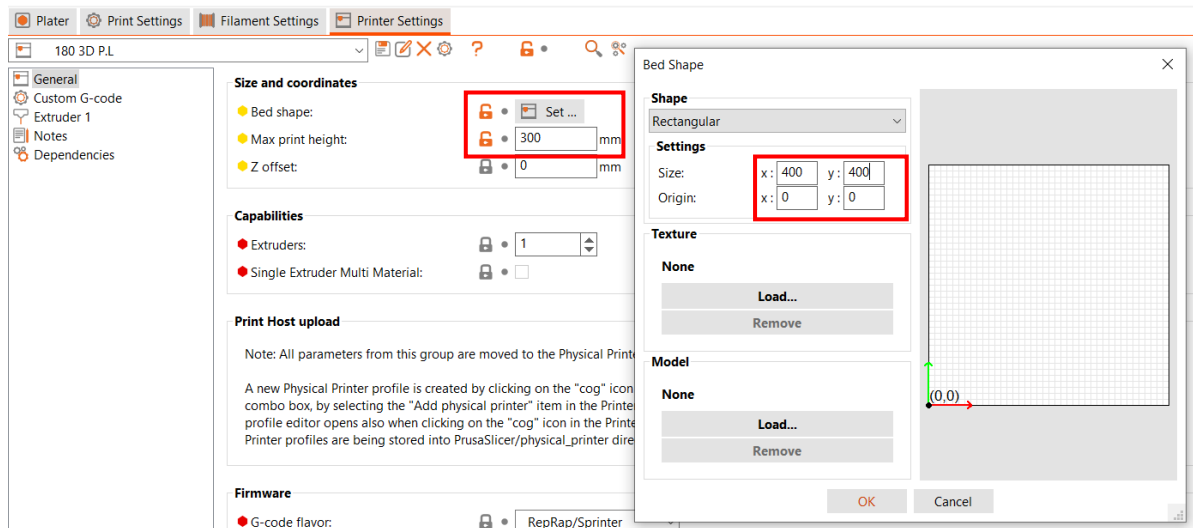 Plater
Print Settings
Filament Settings
Printer Settings
180 3D P.L
?
General
Custom G-code
Extruder 1
Notes
Dependencies
Size and coordinates
Bed shape:
Set ...
Max print height:
300
mm
Z offset:
0
mm
Capabilities
Extruders:
1
Single Extruder Multi Material:
Print Host upload
Note: All parameters from this group are moved to the Physical Print
A new Physical Printer profile is created by clicking on the "cog" icon
combo box, by selecting the "Add physical printer" item in the Printe
profile editor opens also when clicking on the "cog" icon in the Printe
Printer profiles are being stored into PrusaSlicer/physical_printer dire
Firmware
G-code flavor:
RepRap/Sprinter
Bed Shape
Shape
Rectangular
Settings
Size:
x: 400
y: 400
Origin:
x: 0
y: 0
Texture
None
Load...
Remove
Model
None
Load...
Remove
(0,0)
OK
Cancel